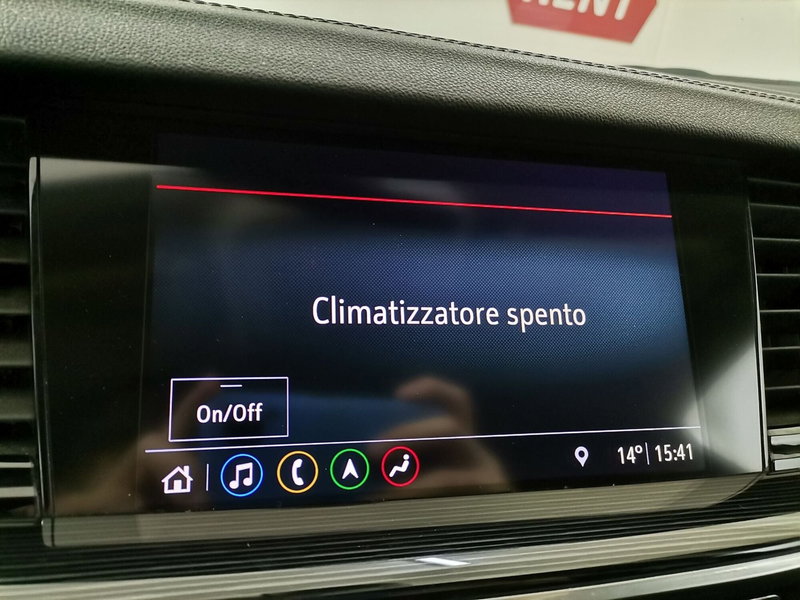 RENT
Climatizzatore spento
On/Off
14° 15:41